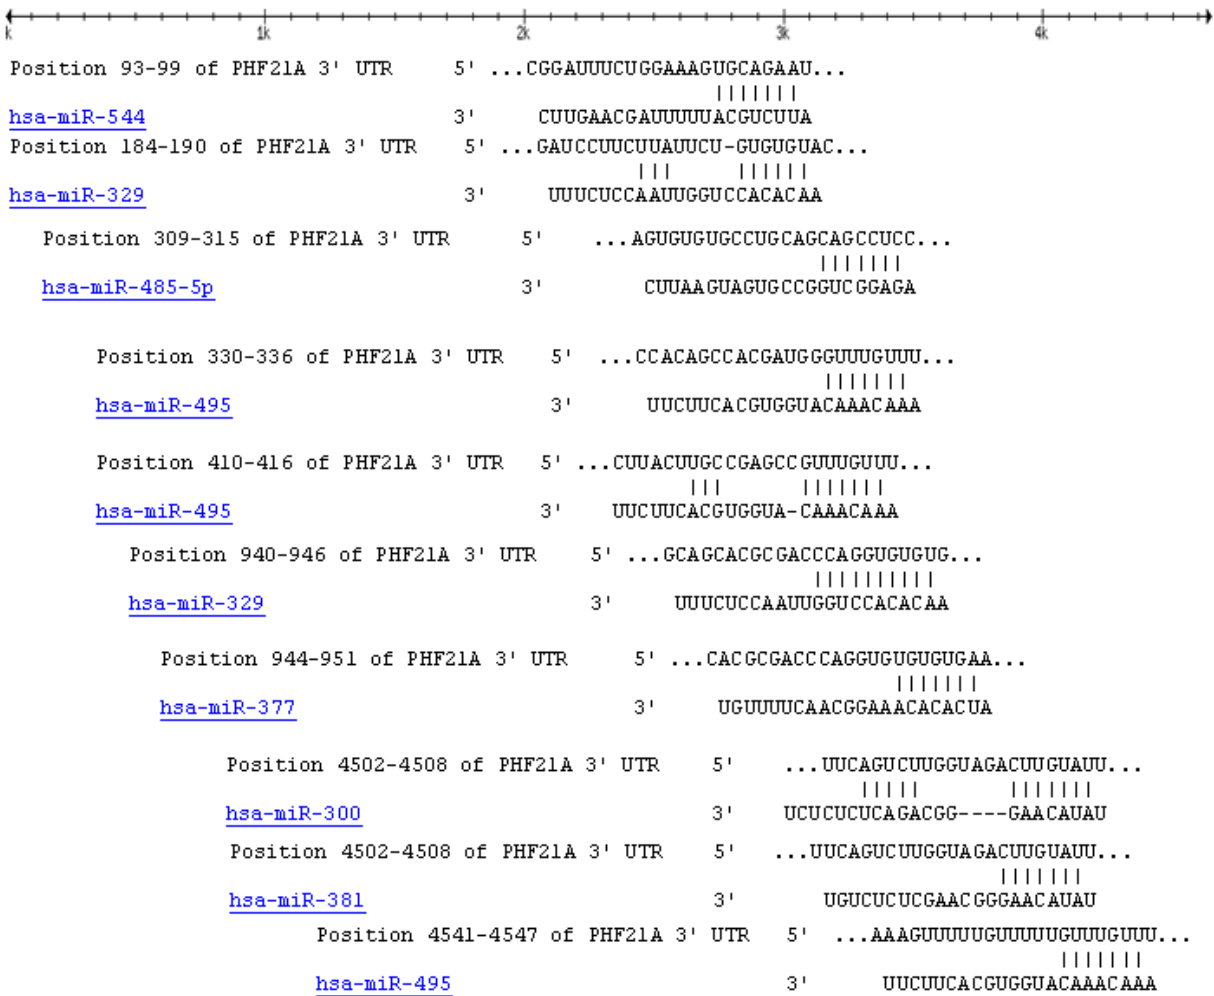 k 1k 2k 3k 4k
Position 93-99 of PHF21A 3' UTR 5' ...CGGAUUUCUGGAAAGUGCAGAAU...
|||||||
hsa-miR-544 3' CUUGAACGAUUUUUACGUCUUA
Position 184-190 of PHF21A 3' UTR 5' ...GAUCCUUCUUAUUCU-GUGUGUAC...
||| ||||||
hsa-miR-329 3' UUUCUCCAAUUGGUCCACACAA
Position 309-315 of PHF21A 3' UTR 5' ...AGUGUGUGCCUGCAGCAGCCUCC...
|||||||
hsa-miR-485-5p 3' CUUAAGUAGUGCCGGUCGGAGA
Position 330-336 of PHF21A 3' UTR 5' ...CCACAGCCACGAUGGGUUUGUUU...
|||||||
hsa-miR-495 3' UUCUUCACGUGGUACAAACAAA
Position 410-416 of PHF21A 3' UTR 5' ...CUUACUUGCCGAGCCGUUUGUUU...
||| |||||||
hsa-miR-495 3' UUCUUCACGUGGUA-CAAACAAA
Position 940-946 of PHF21A 3' UTR 5' ...GCAGCACGCGACCCAGGUGUGUG...
||||||||||
hsa-miR-329 3' UUUCUCCAAUUGGUCCACACAA
Position 944-951 of PHF21A 3' UTR 5' ...CACGCGACCCAGGUGUGUGUGAA...
|||||||
hsa-miR-377 3' UGUUUUCAACGGAAACACACUA
Position 4502-4508 of PHF21A 3' UTR 5' ...UUCAGUCUUGGUAGACUUGUAUU...
||||| |||||||
hsa-miR-300 3' UCUCUCUCAGACGG----GAACAUAU
Position 4502-4508 of PHF21A 3' UTR 5' ...UUCAGUCUUGGUAGACUUGUAUU...
|||||||
hsa-miR-381 3' UGUCUCUCGAACGGGAACAUAU
Position 4541-4547 of PHF21A 3' UTR 5' ...AAAGUUUUUGUUUUUGUUUGUUU...
|||||||
hsa-miR-495 3' UUCUUCACGUGGUACAAACAAA